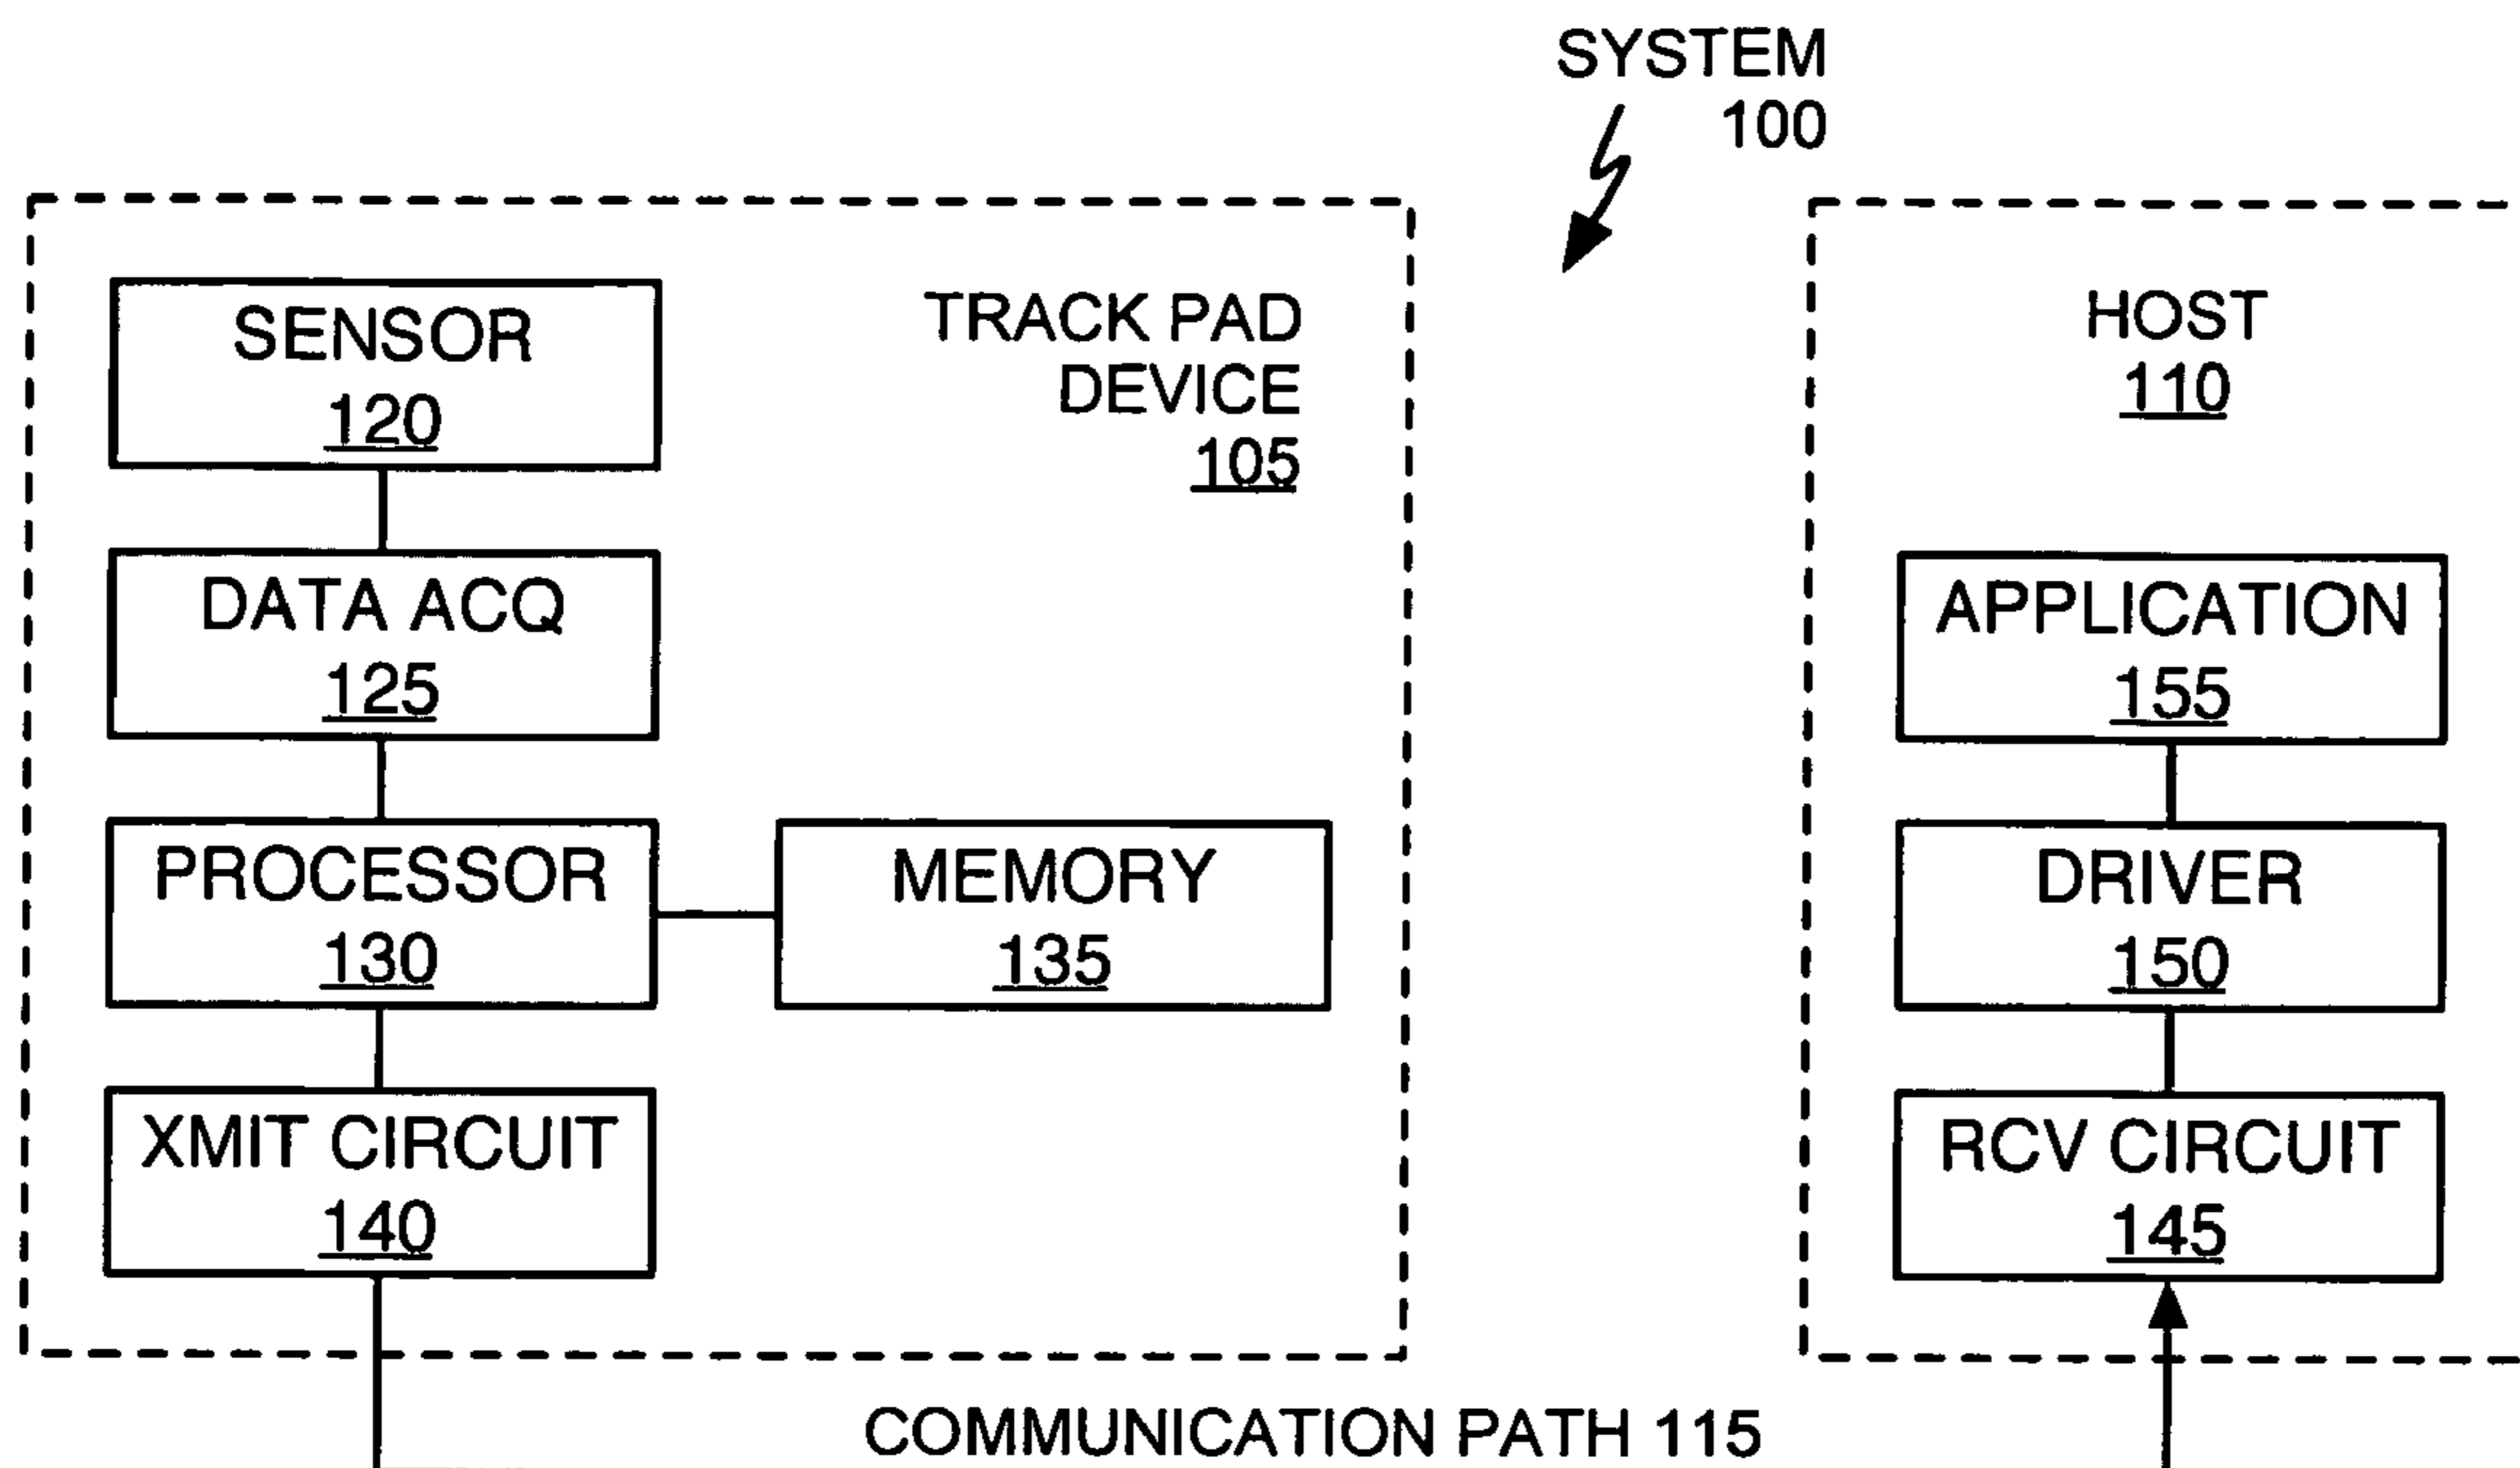 SYSTEM
100
TRACK PAD
DEVICE
105
SENSOR
120
DATA ACQ
125
PROCESSOR
130
MEMORY
135
XMIT CIRCUIT
140
HOST
110
APPLICATION
155
DRIVER
150
RCV CIRCUIT
145
COMMUNICATION PATH 115